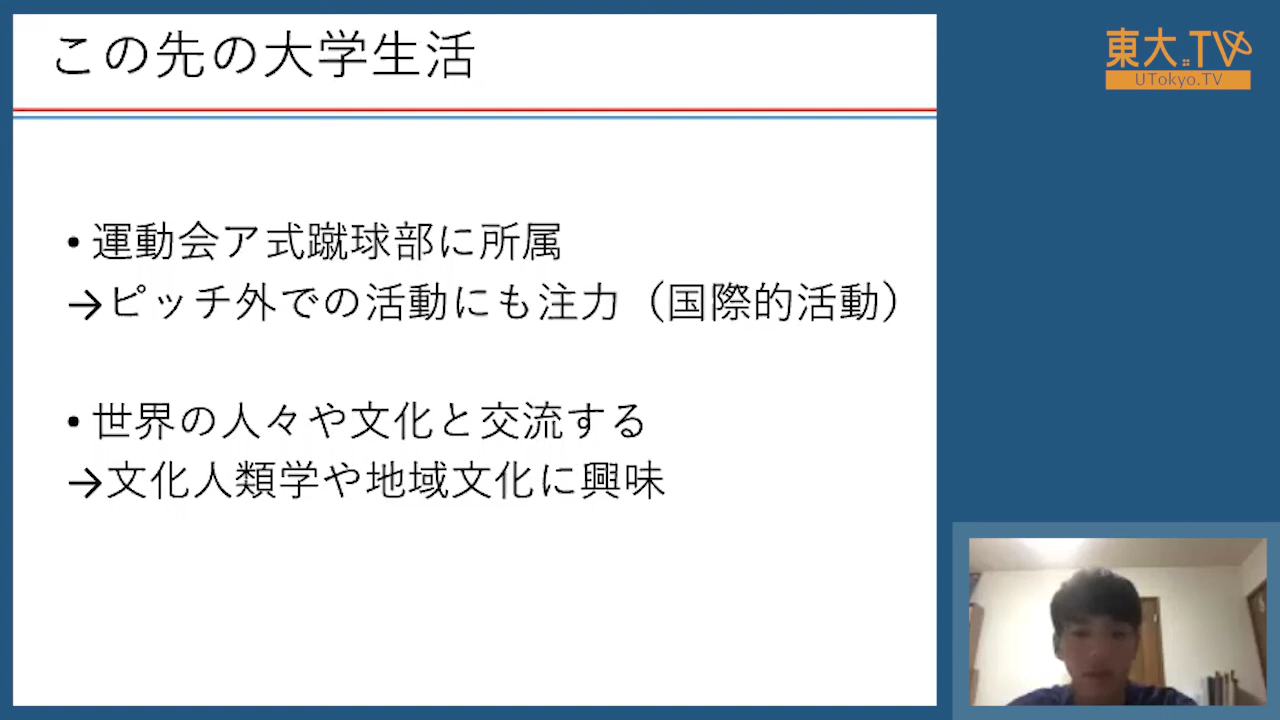 この先の大学生活
• 運動会ア式蹴球部に所属
→ピッチ外での活動にも注力（国際的活動）
• 世界の人々や文化と交流する
→文化人類学や地域文化に興味
東大TV
UTokyo.TV